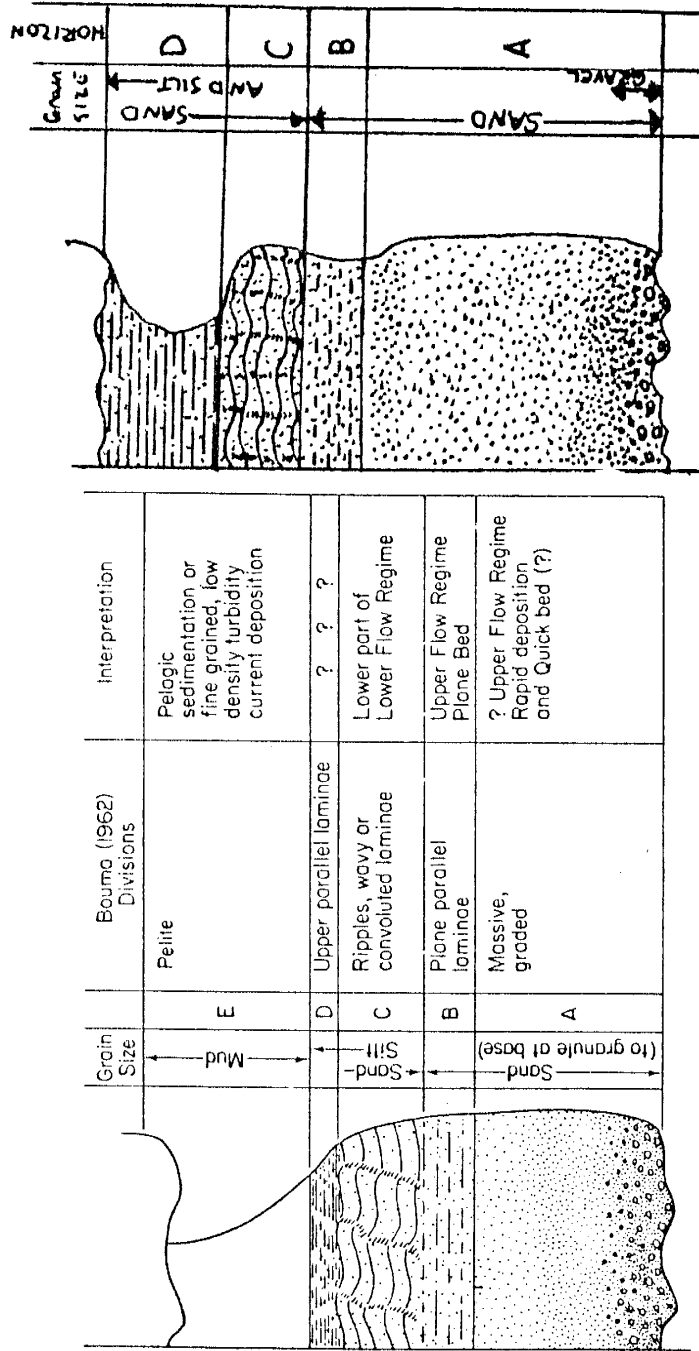 Grain
Size
Bouma (1962)
Divisions
Interpretation
Mud
E
Pelite
Pelagic
sedimentation or
fine grained, low
density turbidity
current deposition
D
Upper parallel laminae
? ? ?
Sand-
Silt
C
Ripples, wavy or
convoluted laminae
Lower part of
Lower Flow Regime
B
Plane parallel
laminae
Upper Flow Regime
Plane Bed
Sand
(to granule at base)
A
Massive,
graded
? Upper Flow Regime
Rapid deposition
and Quick bed (?)
Grain
SIZE
HORIZON
SAND
AND SILT
D
C
B
SAND
GRAVEL
A